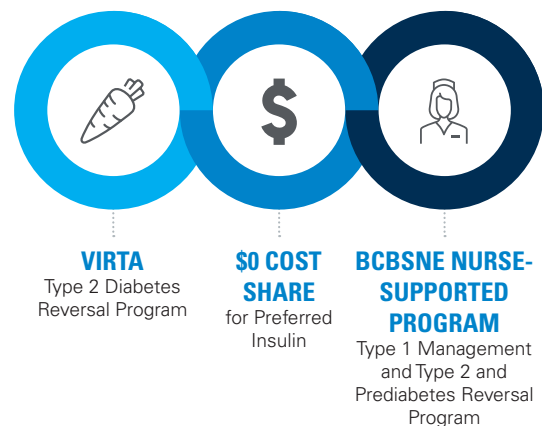 $
VIRTA
Type 2 Diabetes
Reversal Program
$0 COST
SHARE
for Preferred
Insulin
BCBSNE NURSE-
SUPPORTED
PROGRAM
Type 1 Management
and Type 2 and
Prediabetes Reversal
Program